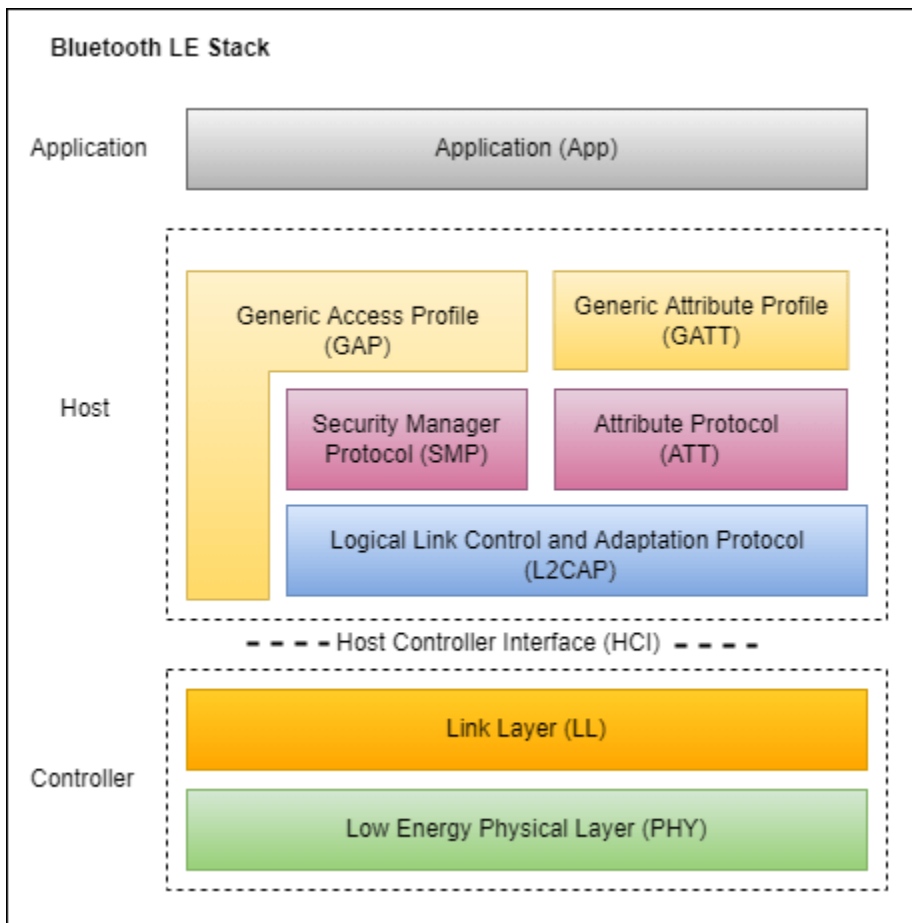 Bluetooth LE Stack
Application
Application (App)
Host
Generic Access Profile
(GAP)
Generic Attribute Profile
(GATT)
Security Manager
Protocol (SMP)
Attribute Protocol
(ATT)
Logical Link Control and Adaptation Protocol
(L2CAP)
Host Controller Interface (HCI)
Controller
Link Layer (LL)
Low Energy Physical Layer (PHY)